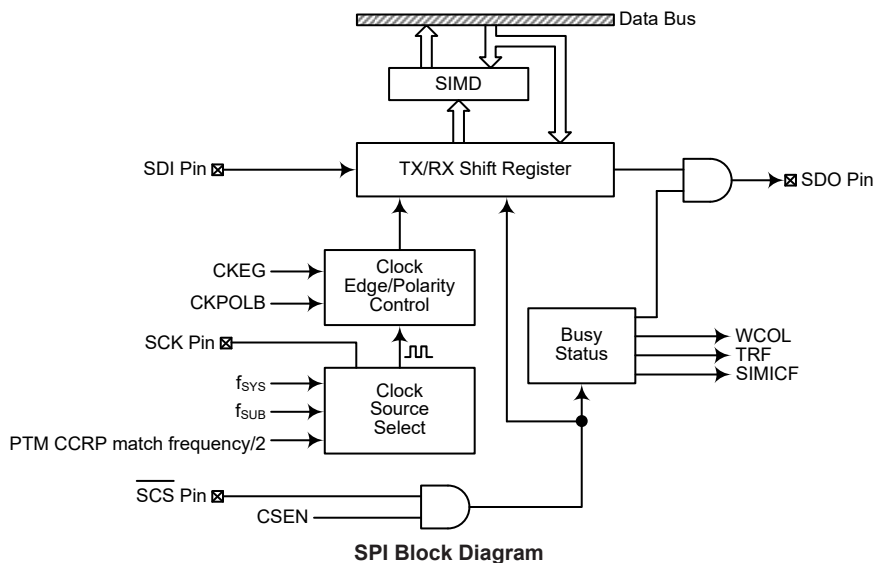 Data Bus
SIMD
SDI Pin
TX/RX Shift Register
SDO Pin
CKEG
CKPOLB
Clock
Edge/Polarity
Control
SCK Pin
Busy
Status
WCOL
TRF
SIMICF
fSYS
fSUB
PTM CCRP match frequency/2
Clock
Source
Select
SCS Pin
CSEN
SPI Block Diagram